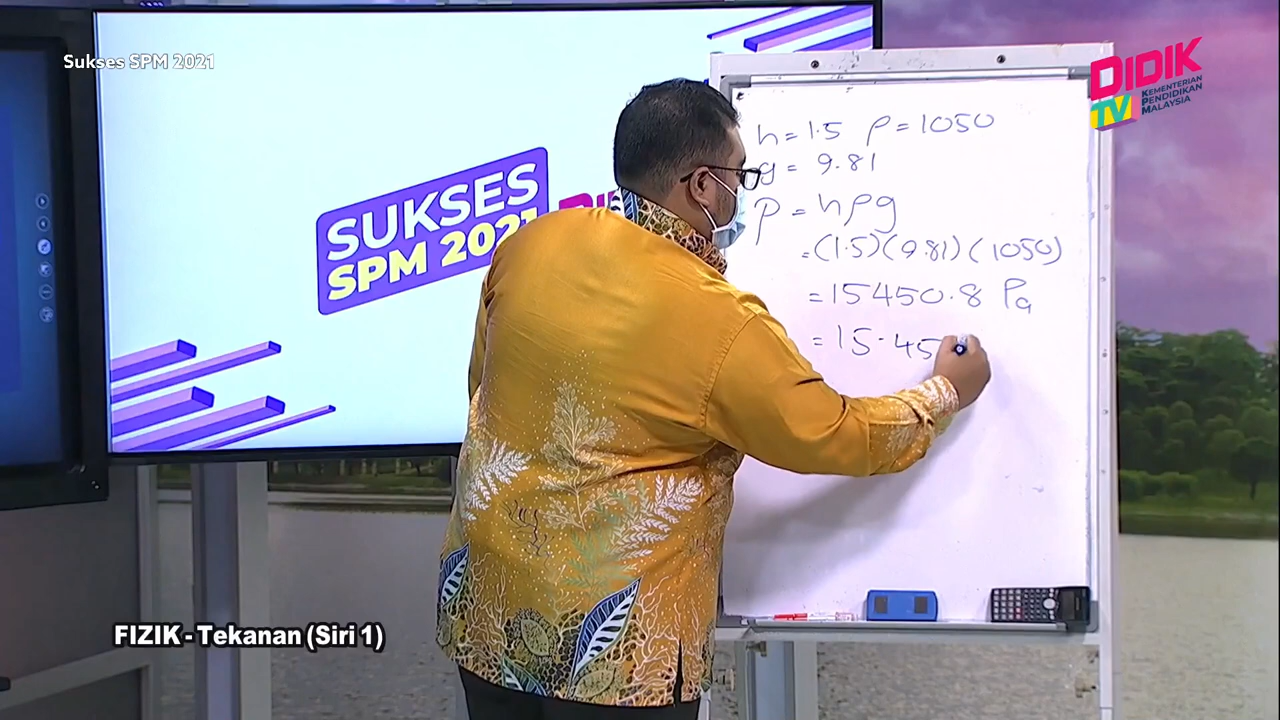 Sukses SPM 2021
DIDIK
TV
KEMENTERIAN
PENDIDIKAN
MALAYSIA
SUKSES
SPM 2021
DID
h = 1.5 ρ = 1050
g = 9.81
P = hρg
= (1.5)(9.81)(1050)
= 15450.8 Pa
= 15.45
FIZIK - Tekanan (Siri 1)